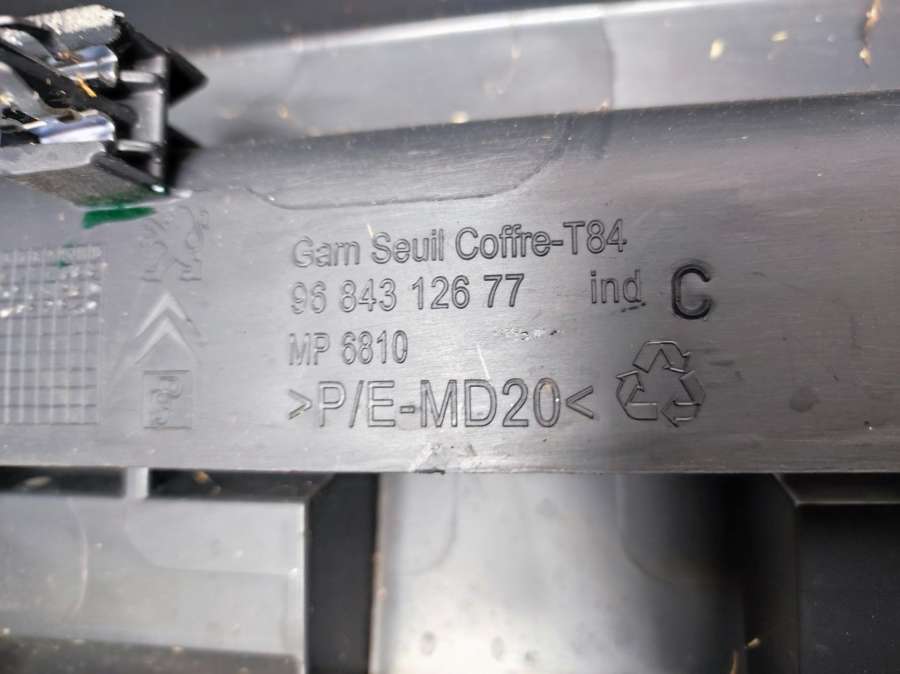 Garn Seuil Coffre-T84
96 843 126 77 ind C
MP 6810
>P/E-MD20<